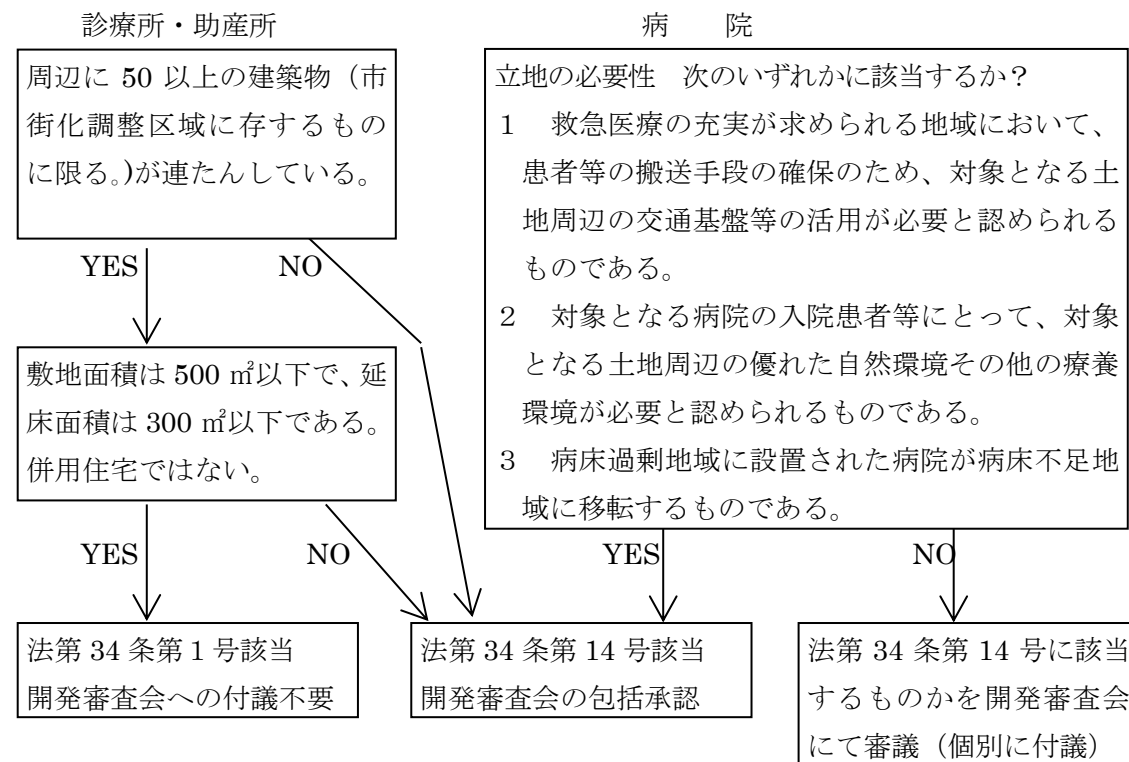 診療所・助産所
周辺に 50 以上の建築物（市
街化調整区域に存するもの
に限る。)が連たんしている。
YES
NO
敷地面積は 500 ㎡以下で、延
床面積は 300 ㎡以下である。
併用住宅ではない。
YES
NO
法第 34 条第 1 号該当
開発審査会への付議不要
病　　院
立地の必要性　次のいずれかに該当するか？
１　救急医療の充実が求められる地域において、
患者等の搬送手段の確保のため、対象となる土
地周辺の交通基盤等の活用が必要と認められる
ものである。
２　対象となる病院の入院患者等にとって、対象
となる土地周辺の優れた自然環境その他の療養
環境が必要と認められるものである。
３　病床過剰地域に設置された病院が病床不足地
域に移転するものである。
YES
NO
法第 34 条第 14 号該当
開発審査会の包括承認
法第 34 条第 14 号に該当
するものかを開発審査会
にて審議（個別に付議）